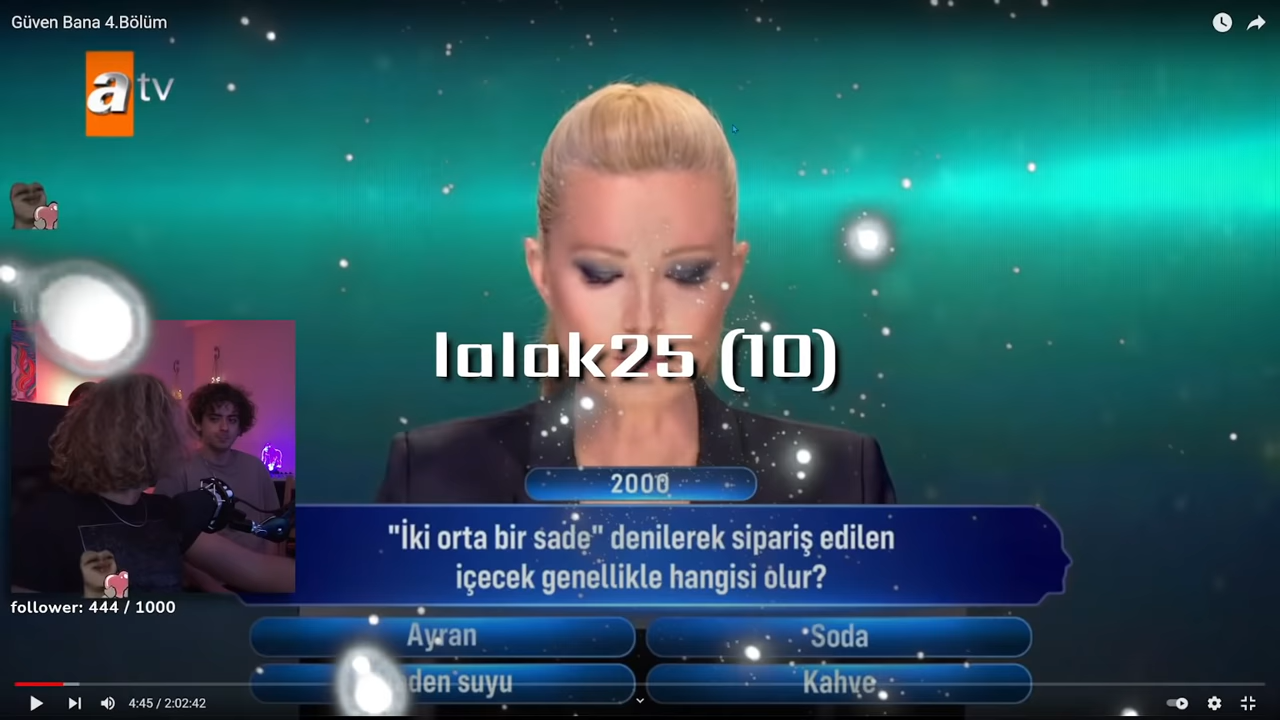 Güven Bana 4.Bölüm
atv
lalak25 (10)
2000
"İki orta bir sade" denilerek sipariş edilen
içecek genellikle hangisi olur?
follower: 444 / 1000
Ayran
Soda
suyu
Kahve
4:45 / 2:02:42